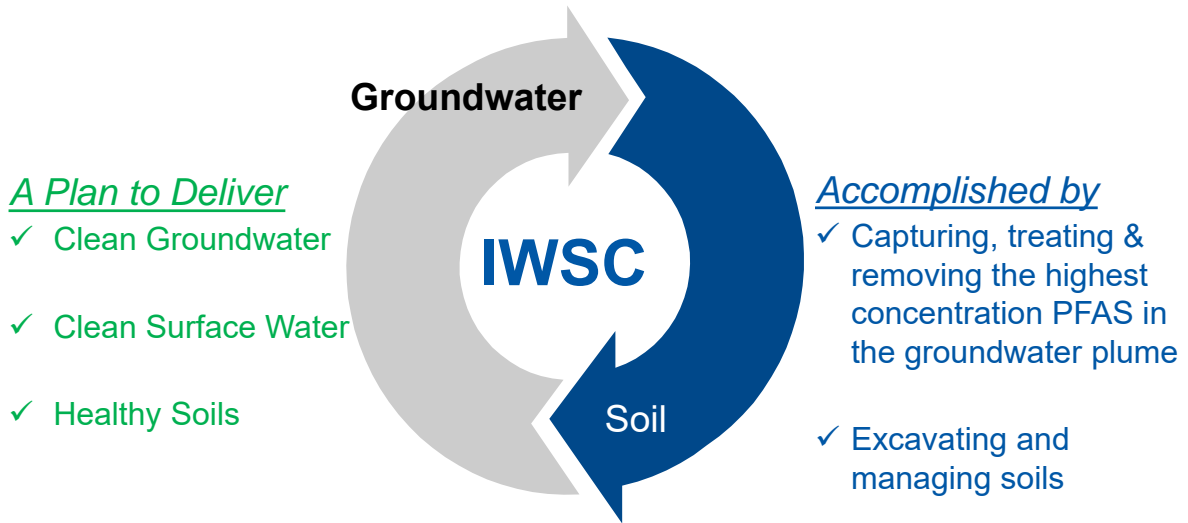 Groundwater
A Plan to Deliver
✓ Clean Groundwater
✓ Clean Surface Water
✓ Healthy Soils
IWSC
Soil
Accomplished by
✓ Capturing, treating &
removing the highest
concentration PFAS in
the groundwater plume
✓ Excavating and
managing soils